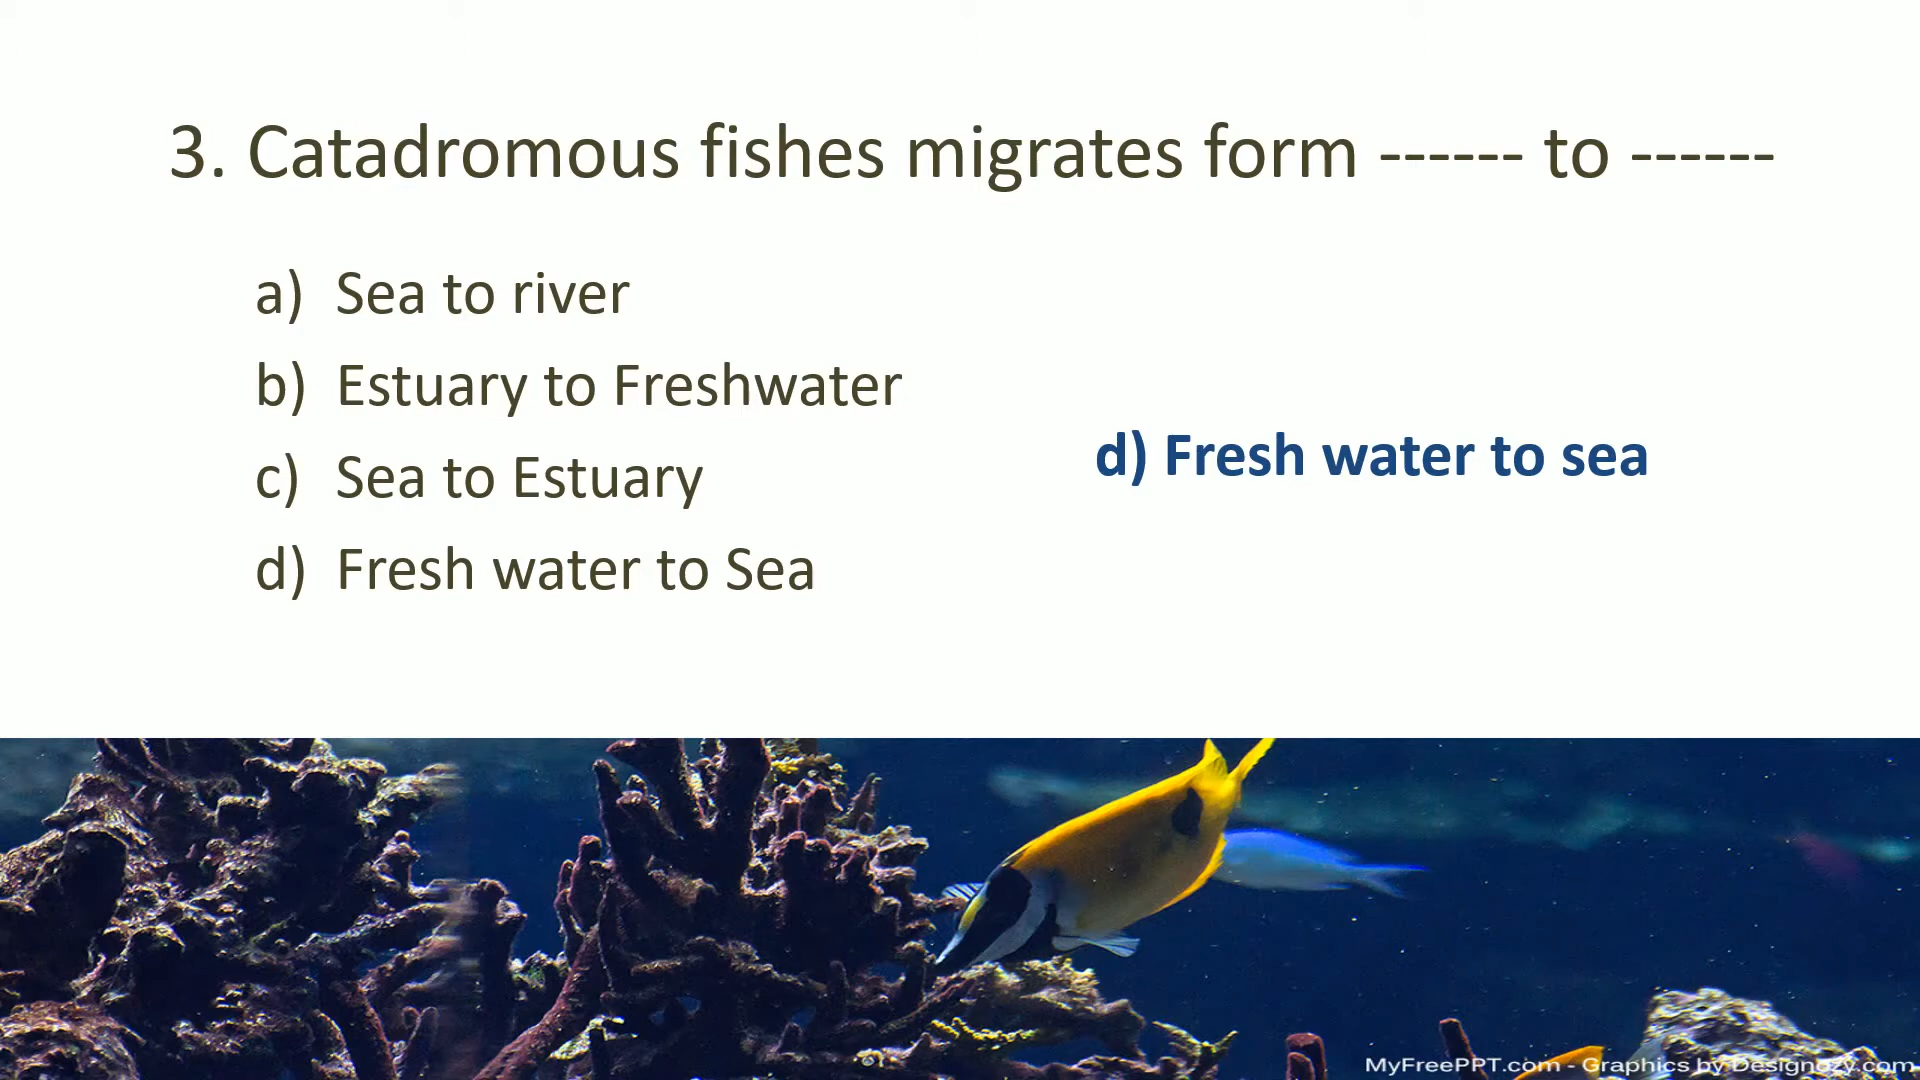 3. Catadromous fishes migrates form ------ to ------
a) Sea to river
b) Estuary to Freshwater
c) Sea to Estuary
d) Fresh water to Sea
d) Fresh water to sea
MyFreePPT.com - Graphics by Designozy.com